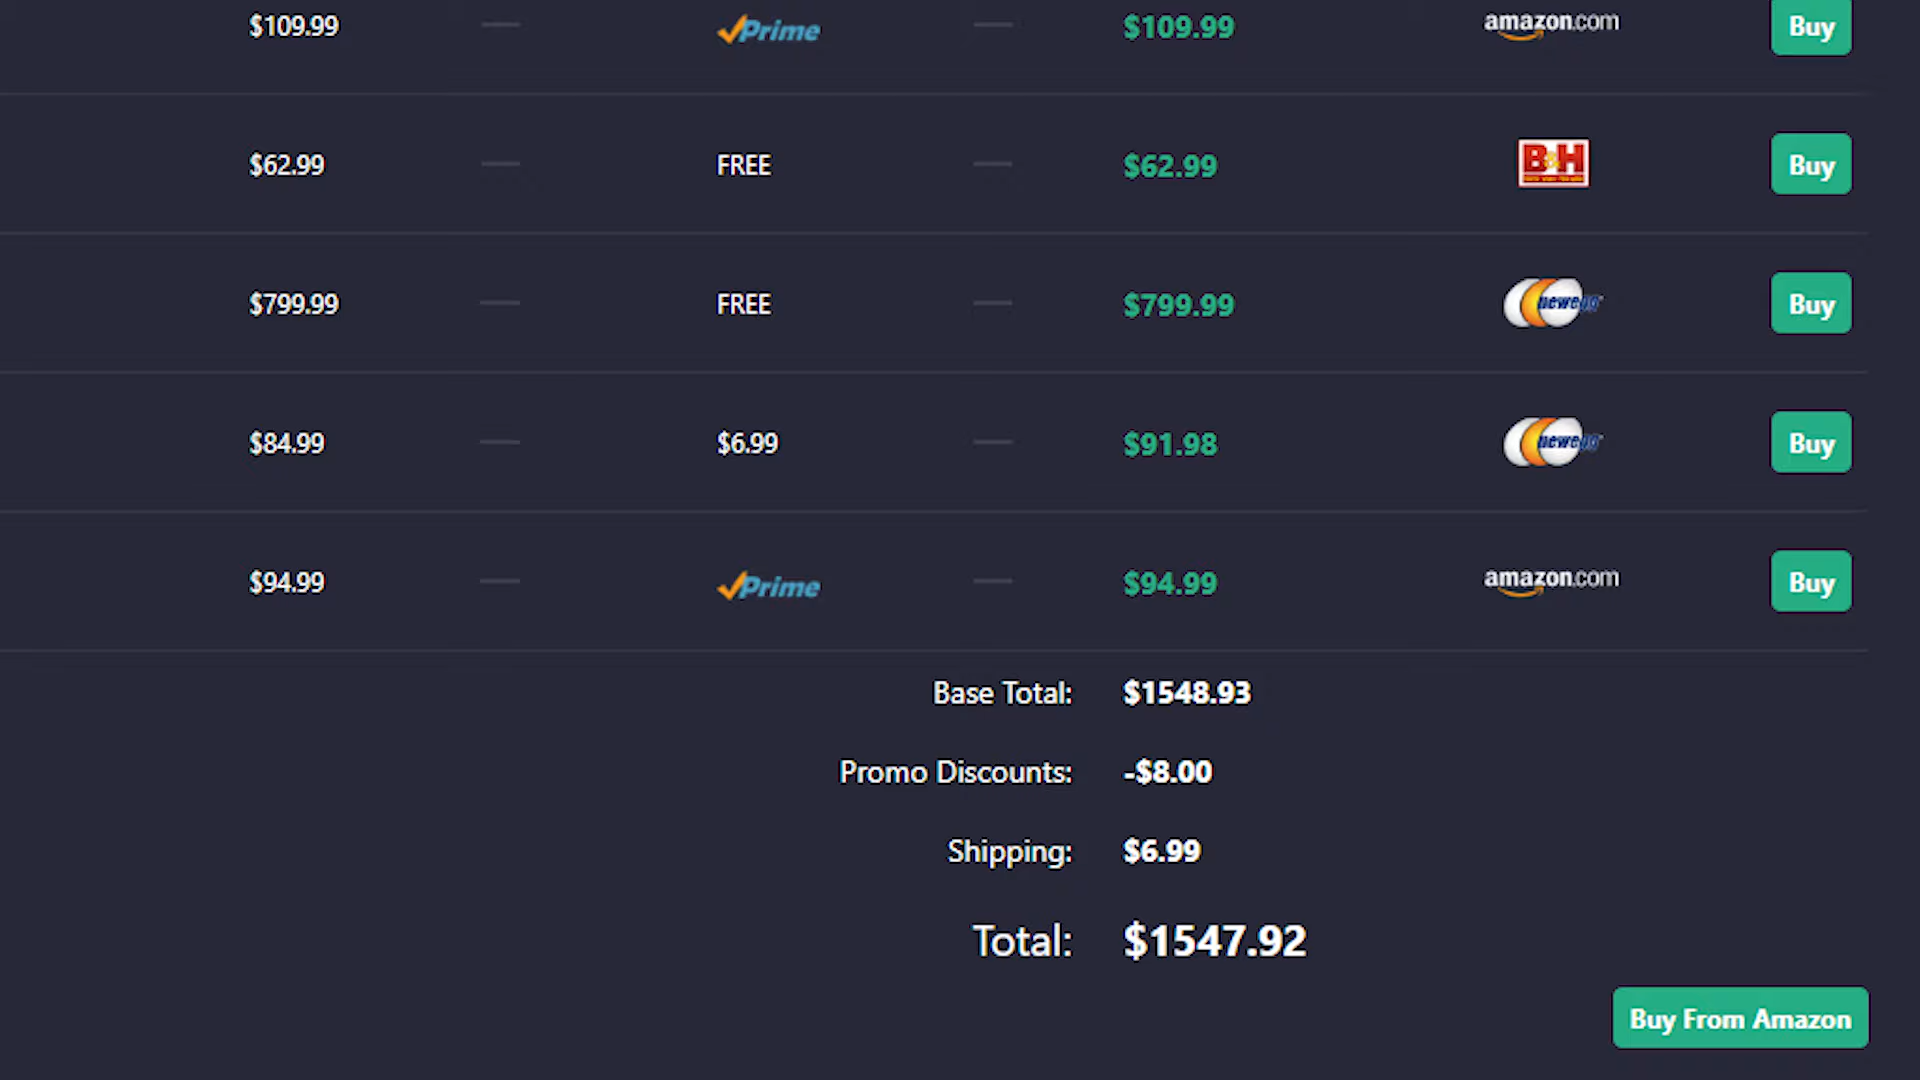 $109.99 — Prime — $109.99 amazon.com Buy
$62.99 — FREE — $62.99 B&H Buy
$799.99 — FREE — $799.99 newegg Buy
$84.99 — $6.99 — $91.98 newegg Buy
$94.99 — Prime — $94.99 amazon.com Buy
Base Total: $1548.93
Promo Discounts: -$8.00
Shipping: $6.99
Total: $1547.92
Buy From Amazon